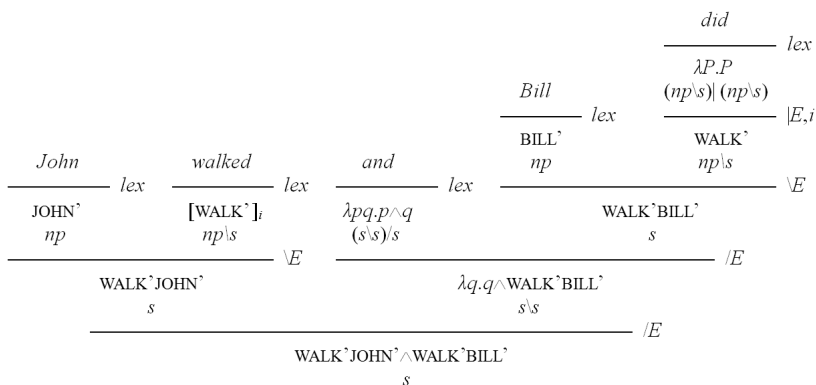 did
lex
λP.P
Bill (np\s)| (np\s)
lex |E,i
BILL’ WALK’
John walked and np np\s
lex lex lex \E
JOHN’ [WALK’]i λpq.p∧q WALK’BILL’
np np\s (s\s)/s s
\E /E
WALK’JOHN’ λq.q∧WALK’BILL’
s s\s
/E
WALK’JOHN’∧WALK’BILL’
s